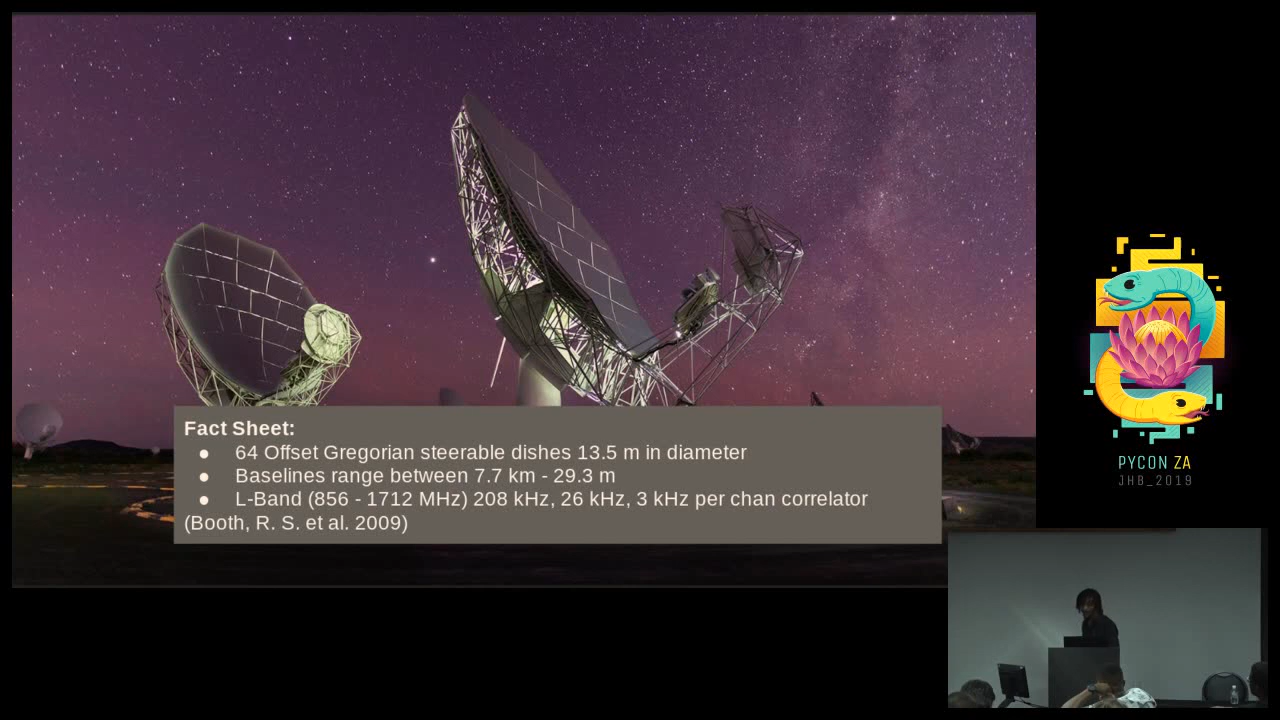 Fact Sheet:
● 64 Offset Gregorian steerable dishes 13.5 m in diameter
● Baselines range between 7.7 km - 29.3 m
● L-Band (856 - 1712 MHz) 208 kHz, 26 kHz, 3 kHz per chan correlator
(Booth, R. S. et al. 2009)
PYCON ZA
JHB_2019